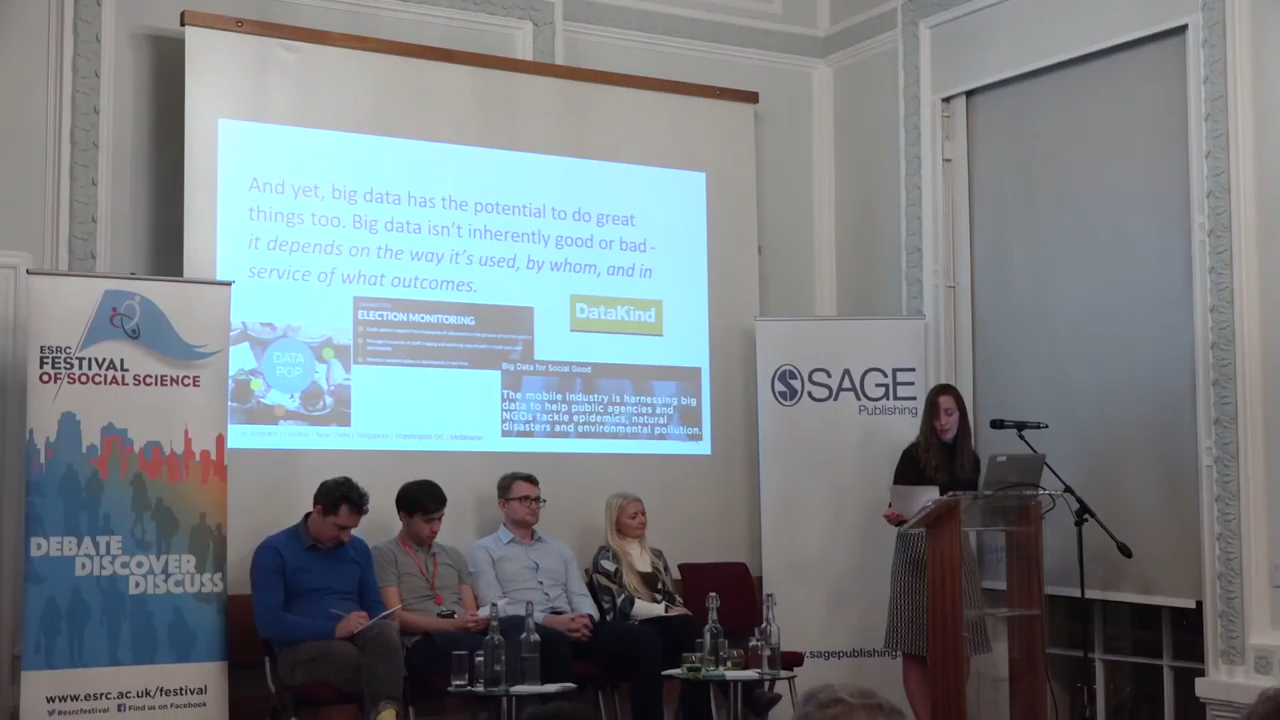 And yet, big data has the potential to do great
things too. Big data isn't inherently good or bad -
it depends on the way it's used, by whom, and in
service of what outcomes.
ELECTION MONITORING
DataKind
DATA
POP
Big Data for Social Good
The mobile industry is harnessing big
data to help public agencies and
NGOs tackle epidemics, natural
disasters and environmental pollution.
ESRC
FESTIVAL
OF SOCIAL SCIENCE
DEBATE
DISCOVER
DISCUSS
www.esrc.ac.uk/festival
#esrcfestival Find us on Facebook
S SAGE
Publishing
w.sagepublishing.